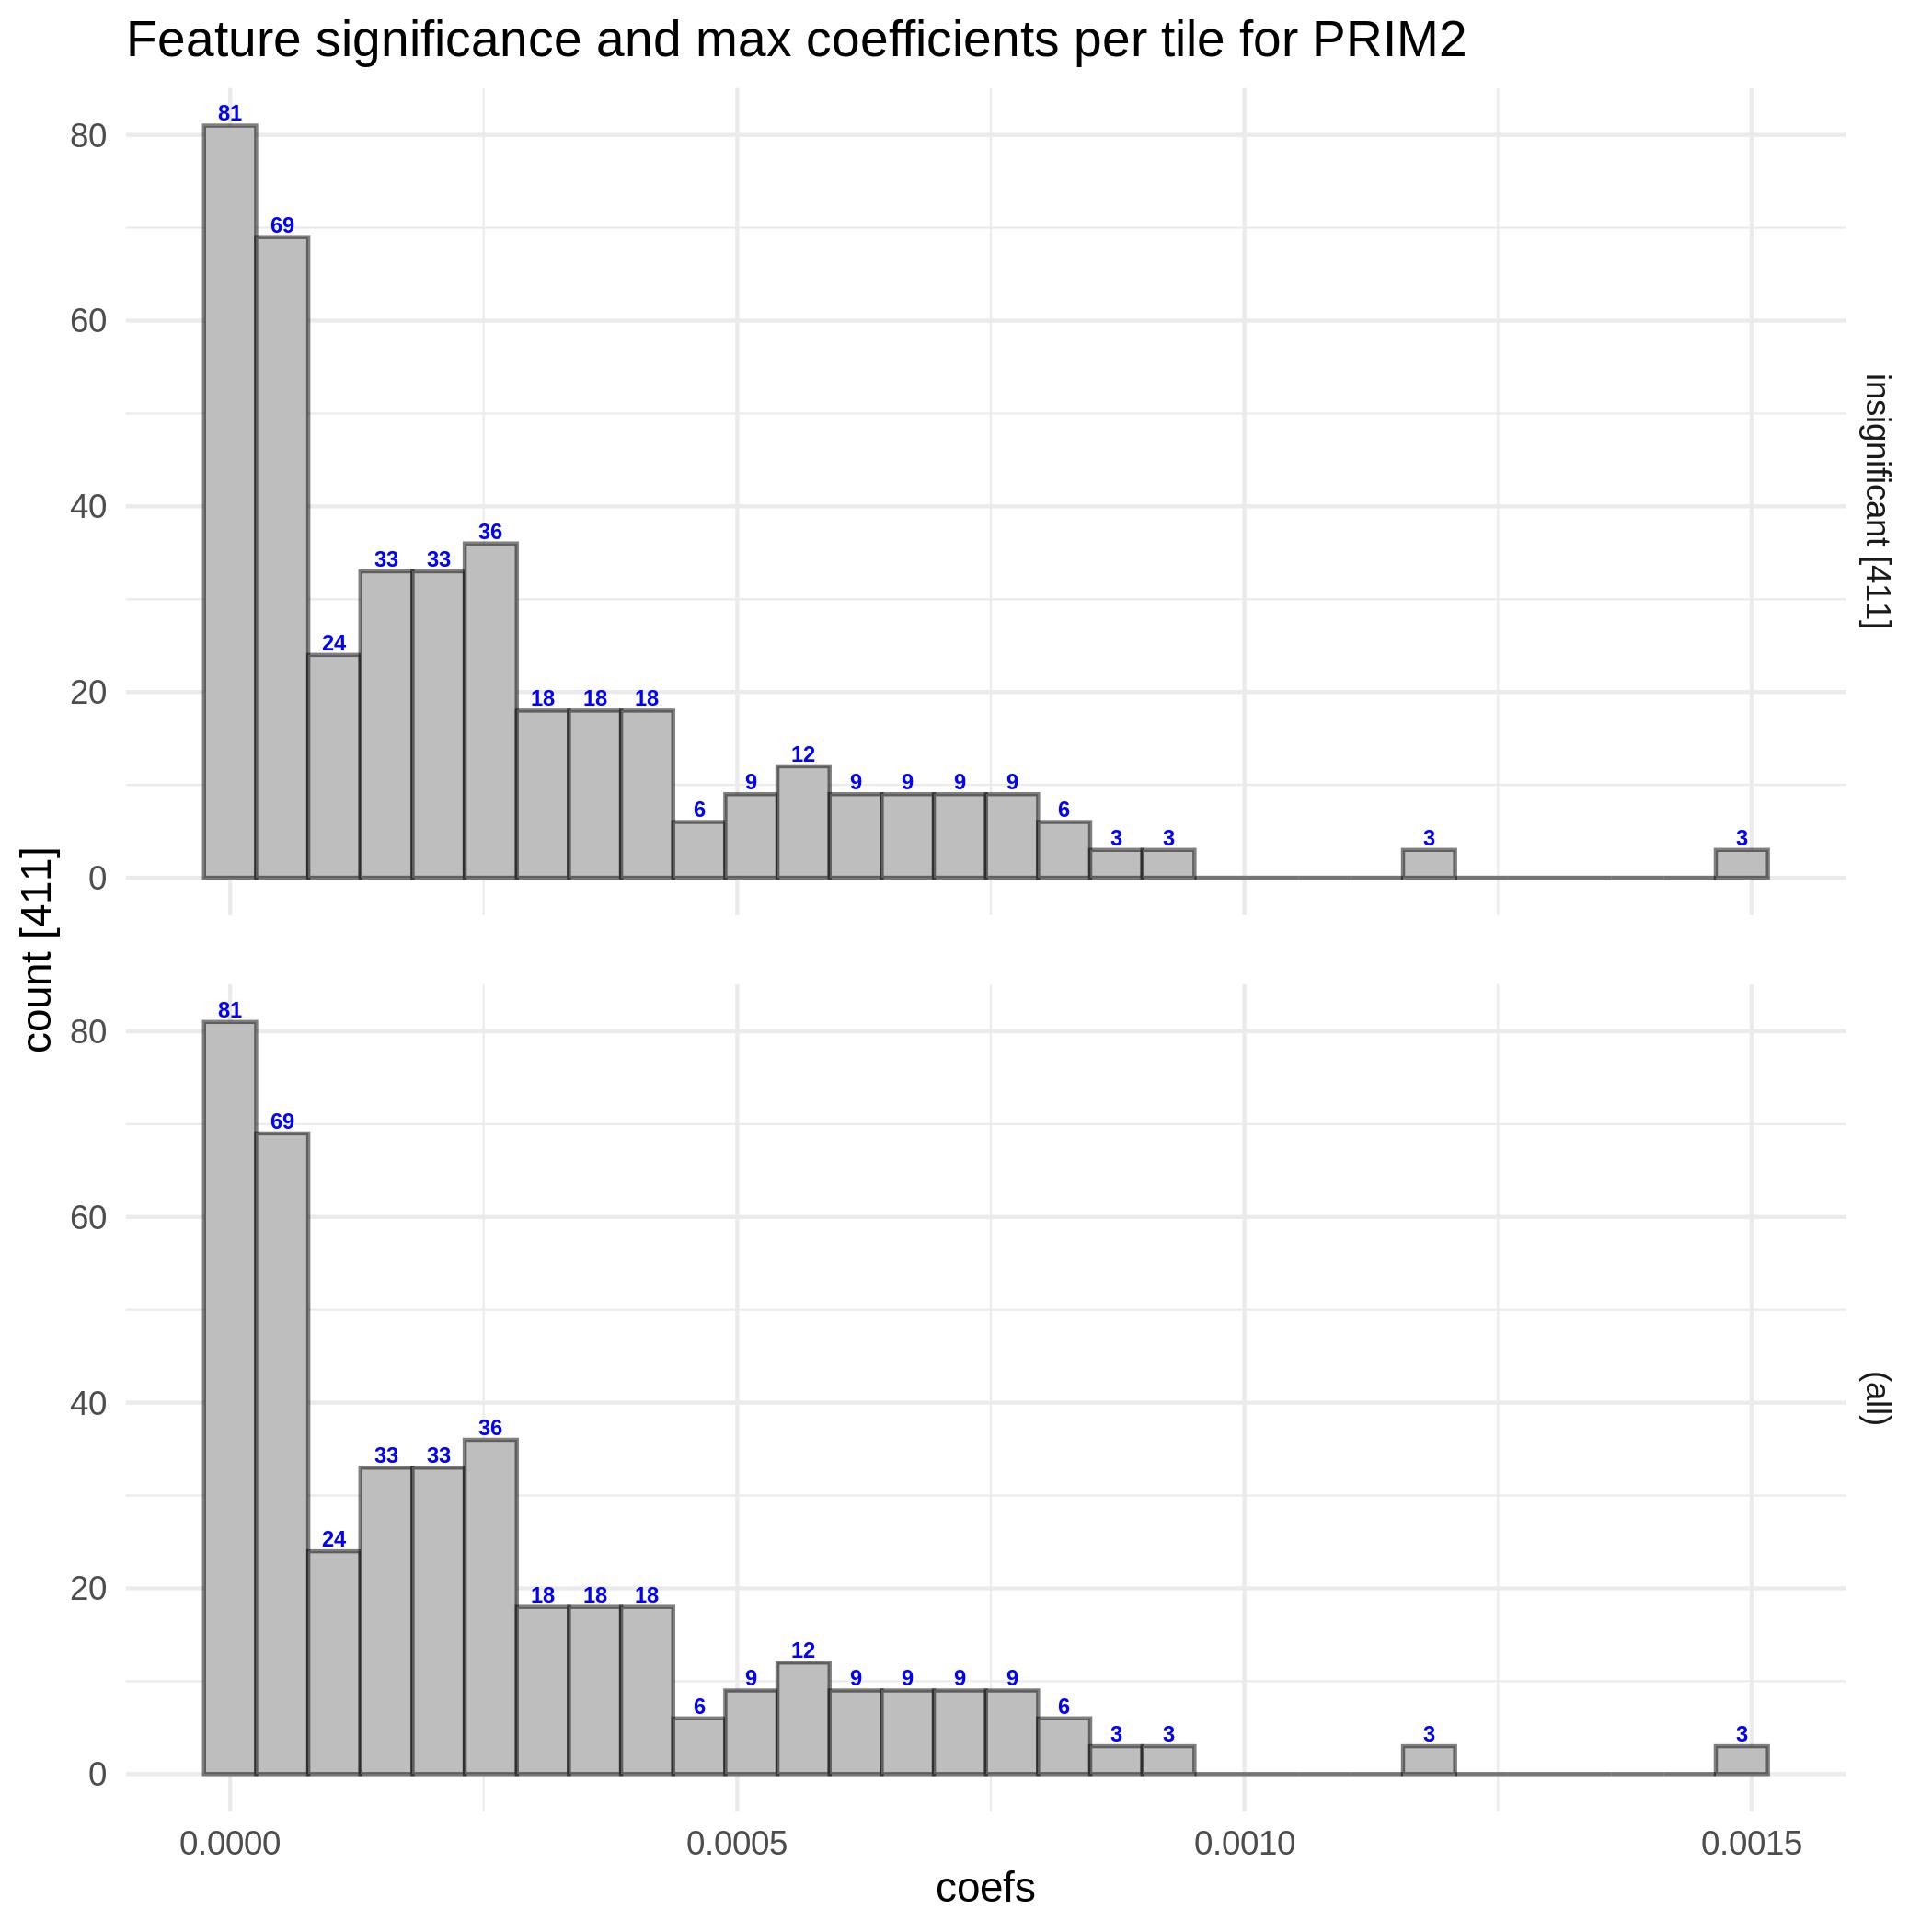 Feature significance and max coefficients per tile for PRIM2
81
80
69
60
insignificant [411]
40
36
33 33
24
20
18 18 18
12
9 9 9 9 9
6 6
3 3 3 3
0
count [411]
81
80
69
60
(all)
40
36
33 33
24
20
18 18 18
12
9 9 9 9 9
6 6
3 3 3 3
0
0.0000 0.0005 0.0010 0.0015
coefs